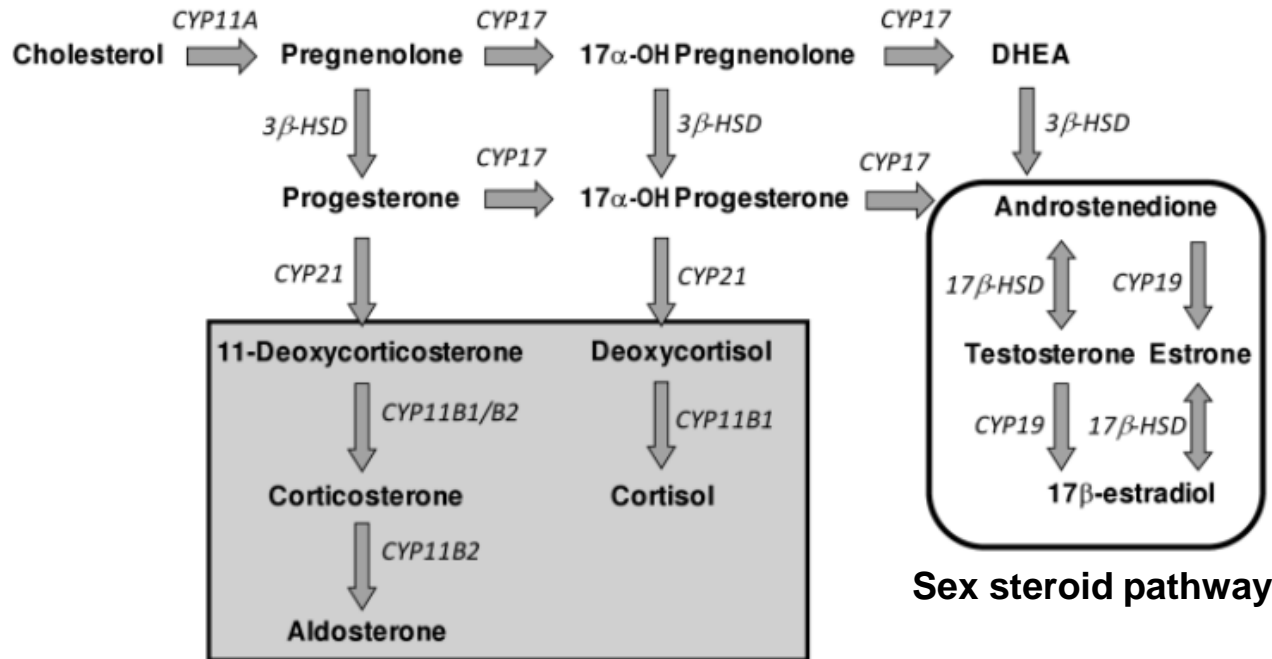 CYP11A CYP17 CYP17
Cholesterol Pregnenolone 17α-OH Pregnenolone DHEA
3β-HSD 3β-HSD 3β-HSD
CYP17 CYP17
Progesterone 17α-OH Progesterone Androstenedione
CYP21 CYP21 17β-HSD CYP19
11-Deoxycorticosterone Deoxycortisol Testosterone Estrone
CYP11B1/B2 CYP11B1 CYP19 17β-HSD
Corticosterone Cortisol 17β-estradiol
CYP11B2
Sex steroid pathway
Aldosterone